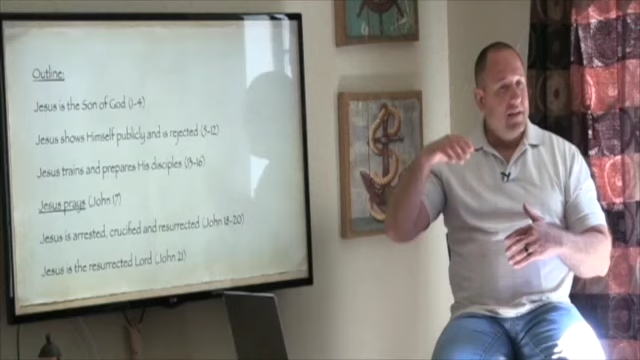 Outline:
Jesus is the Son of God (1-4)
Jesus shows Himself publicly and is rejected (5-12)
Jesus trains and prepares His disciples (13-16)
Jesus prays (John 17)
Jesus is arrested, crucified and resurrected (John 18-20)
Jesus is the resurrected Lord (John 21)